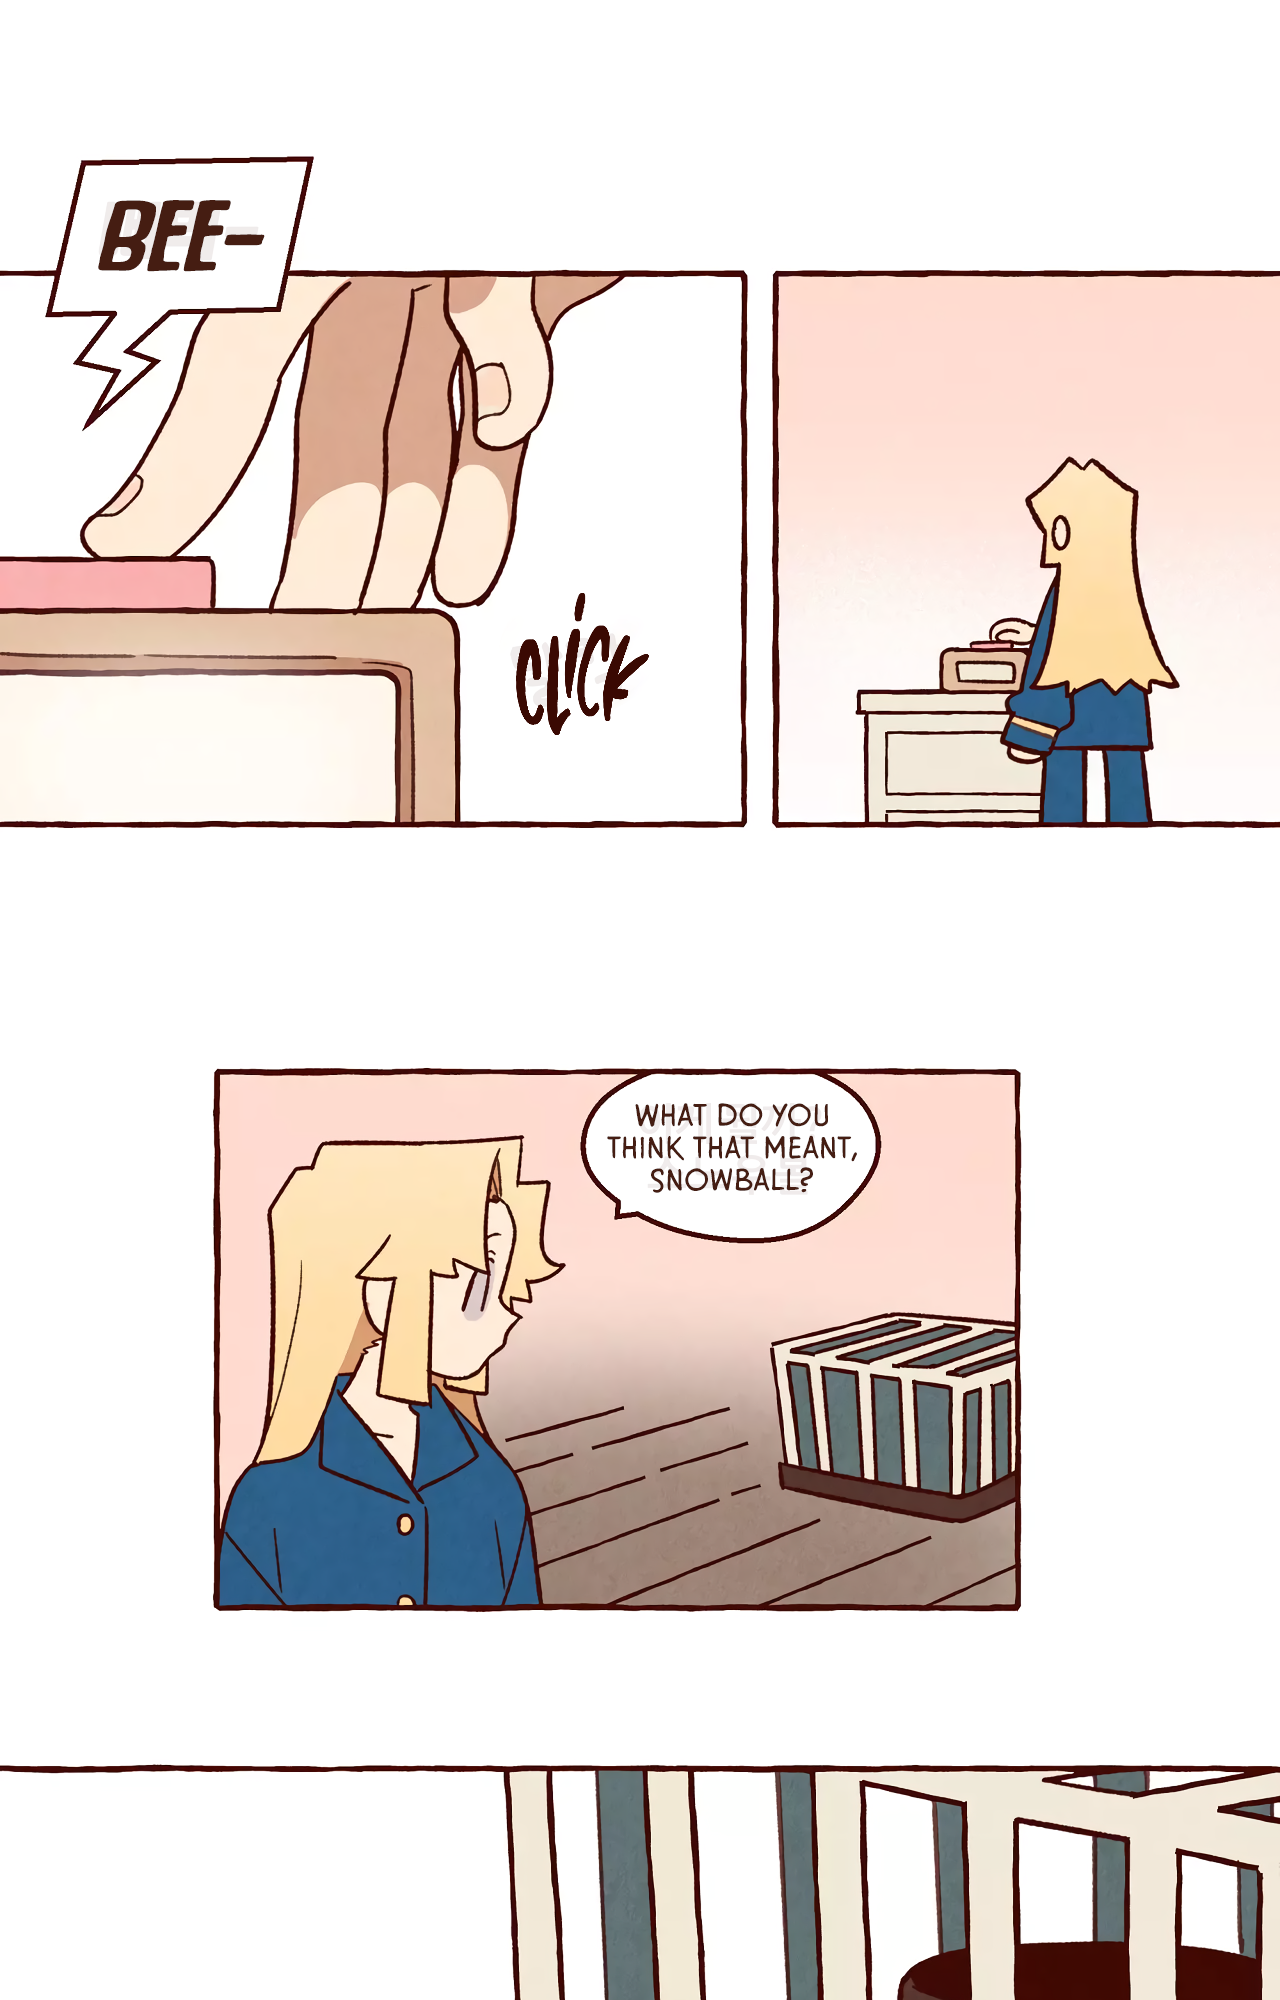 BEE-
CLICK
WHAT DO YOU
THINK THAT MEANT,
SNOWBALL?